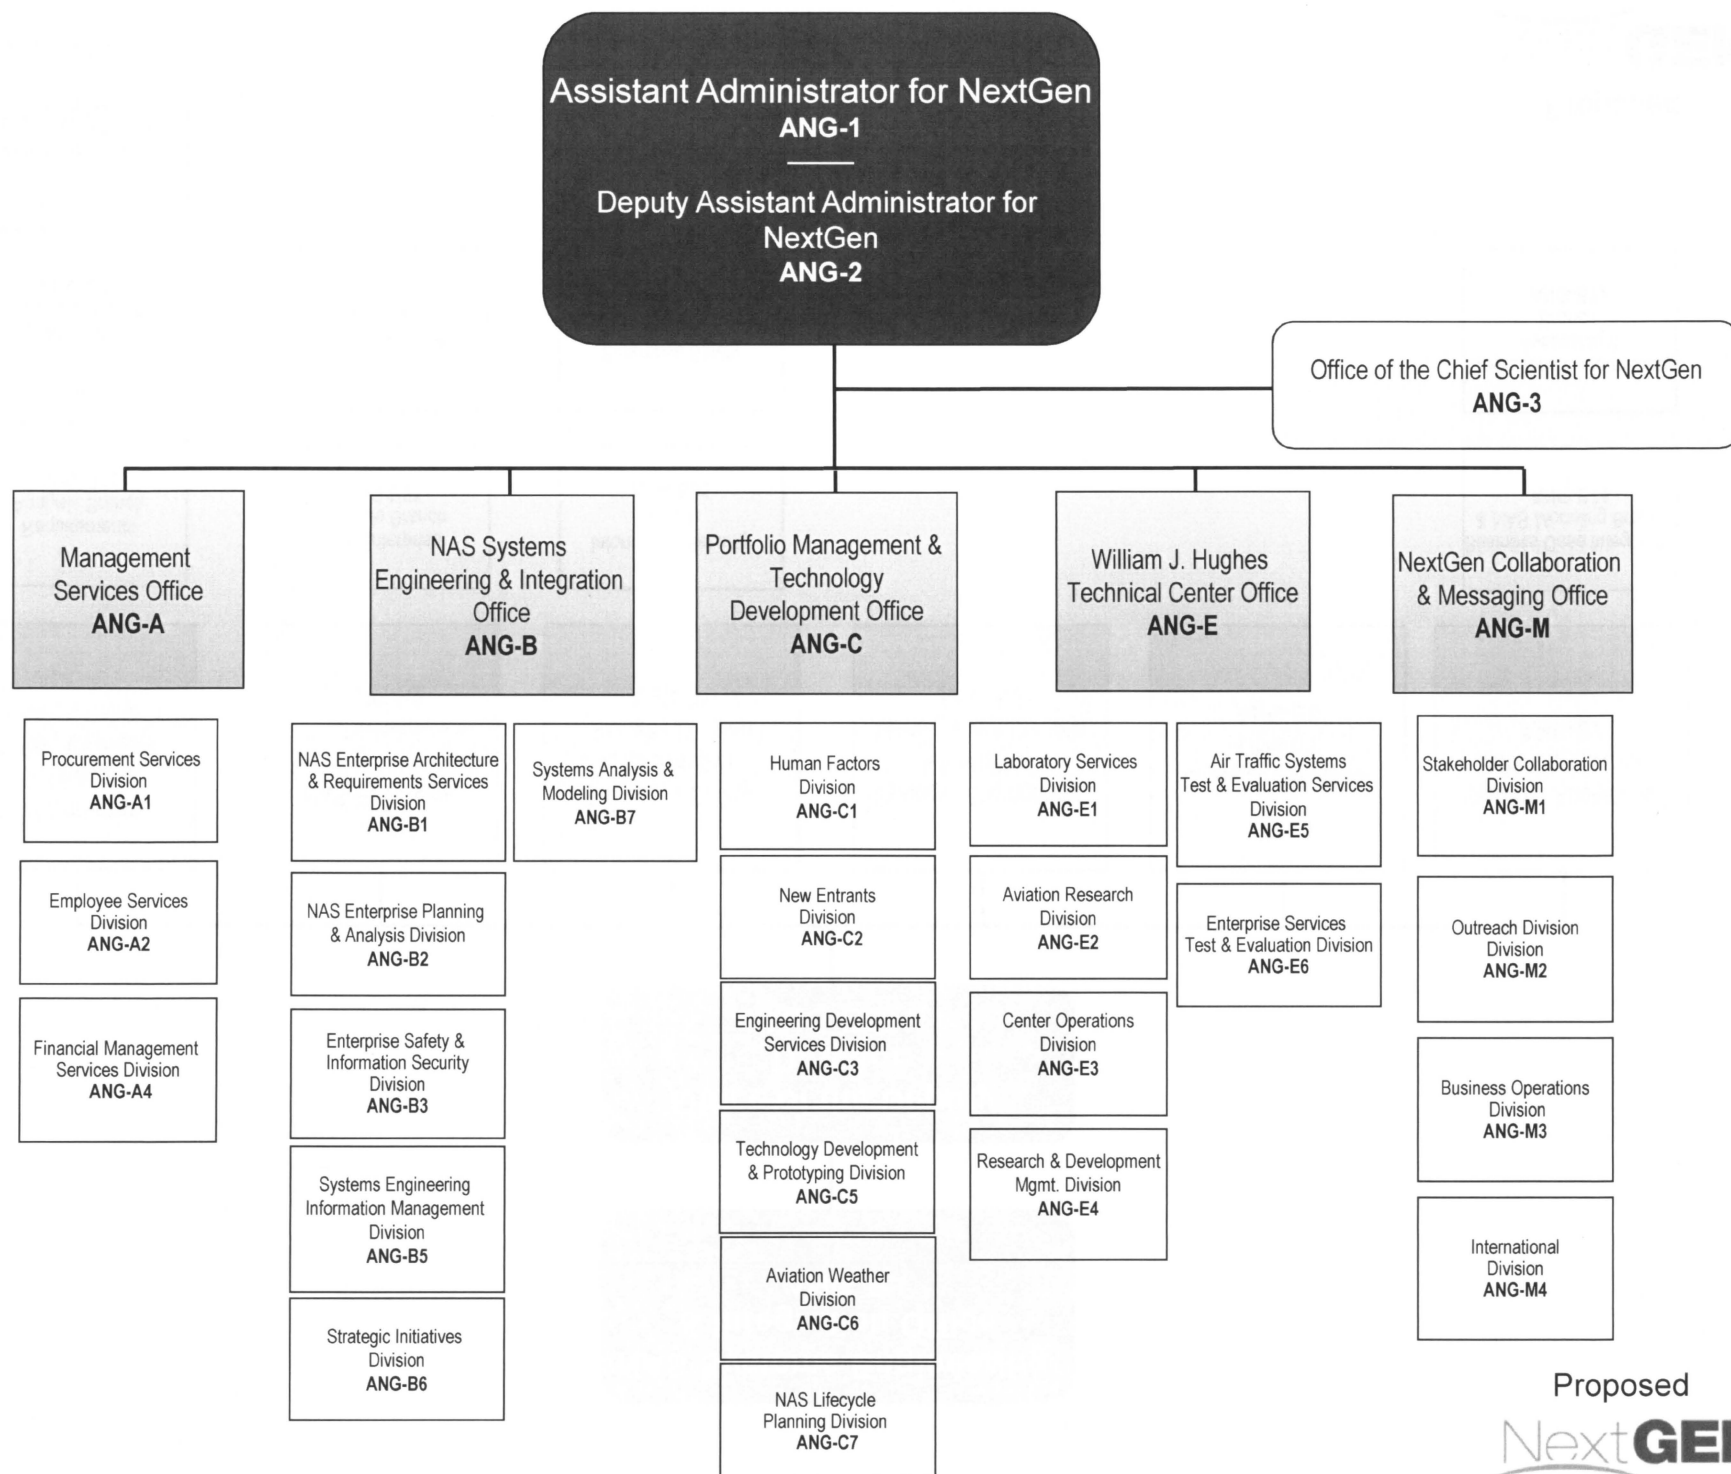 Assistant Administrator for NextGen
ANG-1
Deputy Assistant Administrator for
NextGen
ANG-2
Office of the Chief Scientist for NextGen
ANG-3
Management
Services Office
ANG-A
NAS Systems
Engineering & Integration
Office
ANG-B
Portfolio Management &
Technology
Development Office
ANG-C
William J. Hughes
Technical Center Office
ANG-E
NextGen Collaboration
& Messaging Office
ANG-M
Procurement Services
Division
ANG-A1
Employee Services
Division
ANG-A2
Financial Management
Services Division
ANG-A4
NAS Enterprise Architecture
& Requirements Services
Division
ANG-B1
NAS Enterprise Planning
& Analysis Division
ANG-B2
Enterprise Safety &
Information Security
Division
ANG-B3
Systems Engineering
Information Management
Division
ANG-B5
Strategic Initiatives
Division
ANG-B6
Systems Analysis &
Modeling Division
ANG-B7
Human Factors
Division
ANG-C1
New Entrants
Division
ANG-C2
Engineering Development
Services Division
ANG-C3
Technology Development
& Prototyping Division
ANG-C5
Aviation Weather
Division
ANG-C6
NAS Lifecycle
Planning Division
ANG-C7
Laboratory Services
Division
ANG-E1
Aviation Research
Division
ANG-E2
Center Operations
Division
ANG-E3
Research & Development
Mgmt. Division
ANG-E4
Air Traffic Systems
Test & Evaluation Services
Division
ANG-E5
Enterprise Services
Test & Evaluation Division
ANG-E6
Stakeholder Collaboration
Division
ANG-M1
Outreach Division
Division
ANG-M2
Business Operations
Division
ANG-M3
International
Division
ANG-M4
Proposed